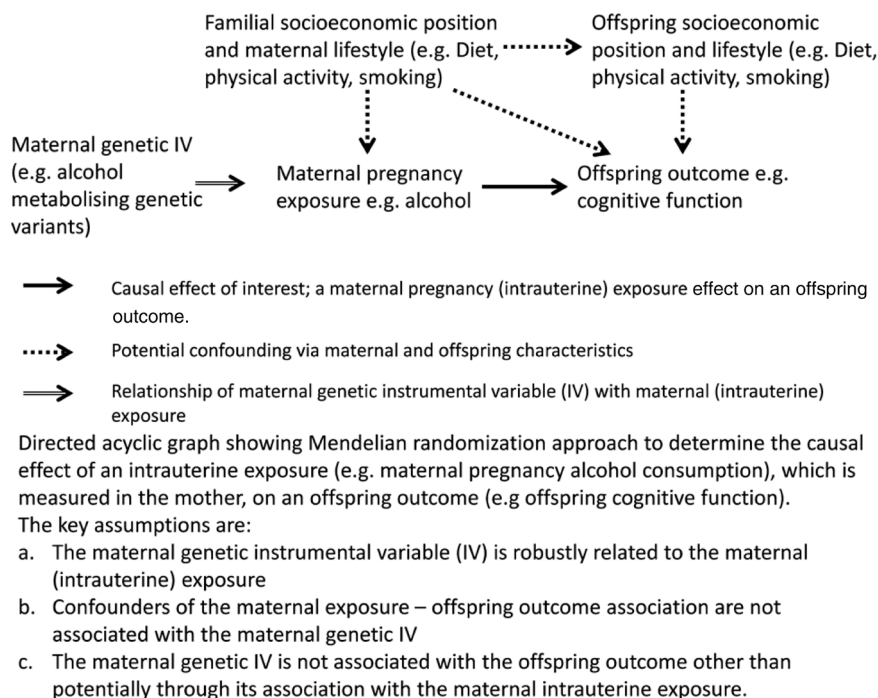 Familial socioeconomic position
and maternal lifestyle (e.g. Diet,
physical activity, smoking)
Offspring socioeconomic
position and lifestyle (e.g. Diet,
physical activity, smoking)
Maternal genetic IV
(e.g. alcohol
metabolising genetic
variants)
Maternal pregnancy
exposure e.g. alcohol
Offspring outcome e.g.
cognitive function
Causal effect of interest; a maternal pregnancy (intrauterine) exposure effect on an offspring
outcome.
Potential confounding via maternal and offspring characteristics
Relationship of maternal genetic instrumental variable (IV) with maternal (intrauterine)
exposure
Directed acyclic graph showing Mendelian randomization approach to determine the causal
effect of an intrauterine exposure (e.g. maternal pregnancy alcohol consumption), which is
measured in the mother, on an offspring outcome (e.g offspring cognitive function).
The key assumptions are:
a. The maternal genetic instrumental variable (IV) is robustly related to the maternal
(intrauterine) exposure
b. Confounders of the maternal exposure – offspring outcome association are not
associated with the maternal genetic IV
c. The maternal genetic IV is not associated with the offspring outcome other than
potentially through its association with the maternal intrauterine exposure.